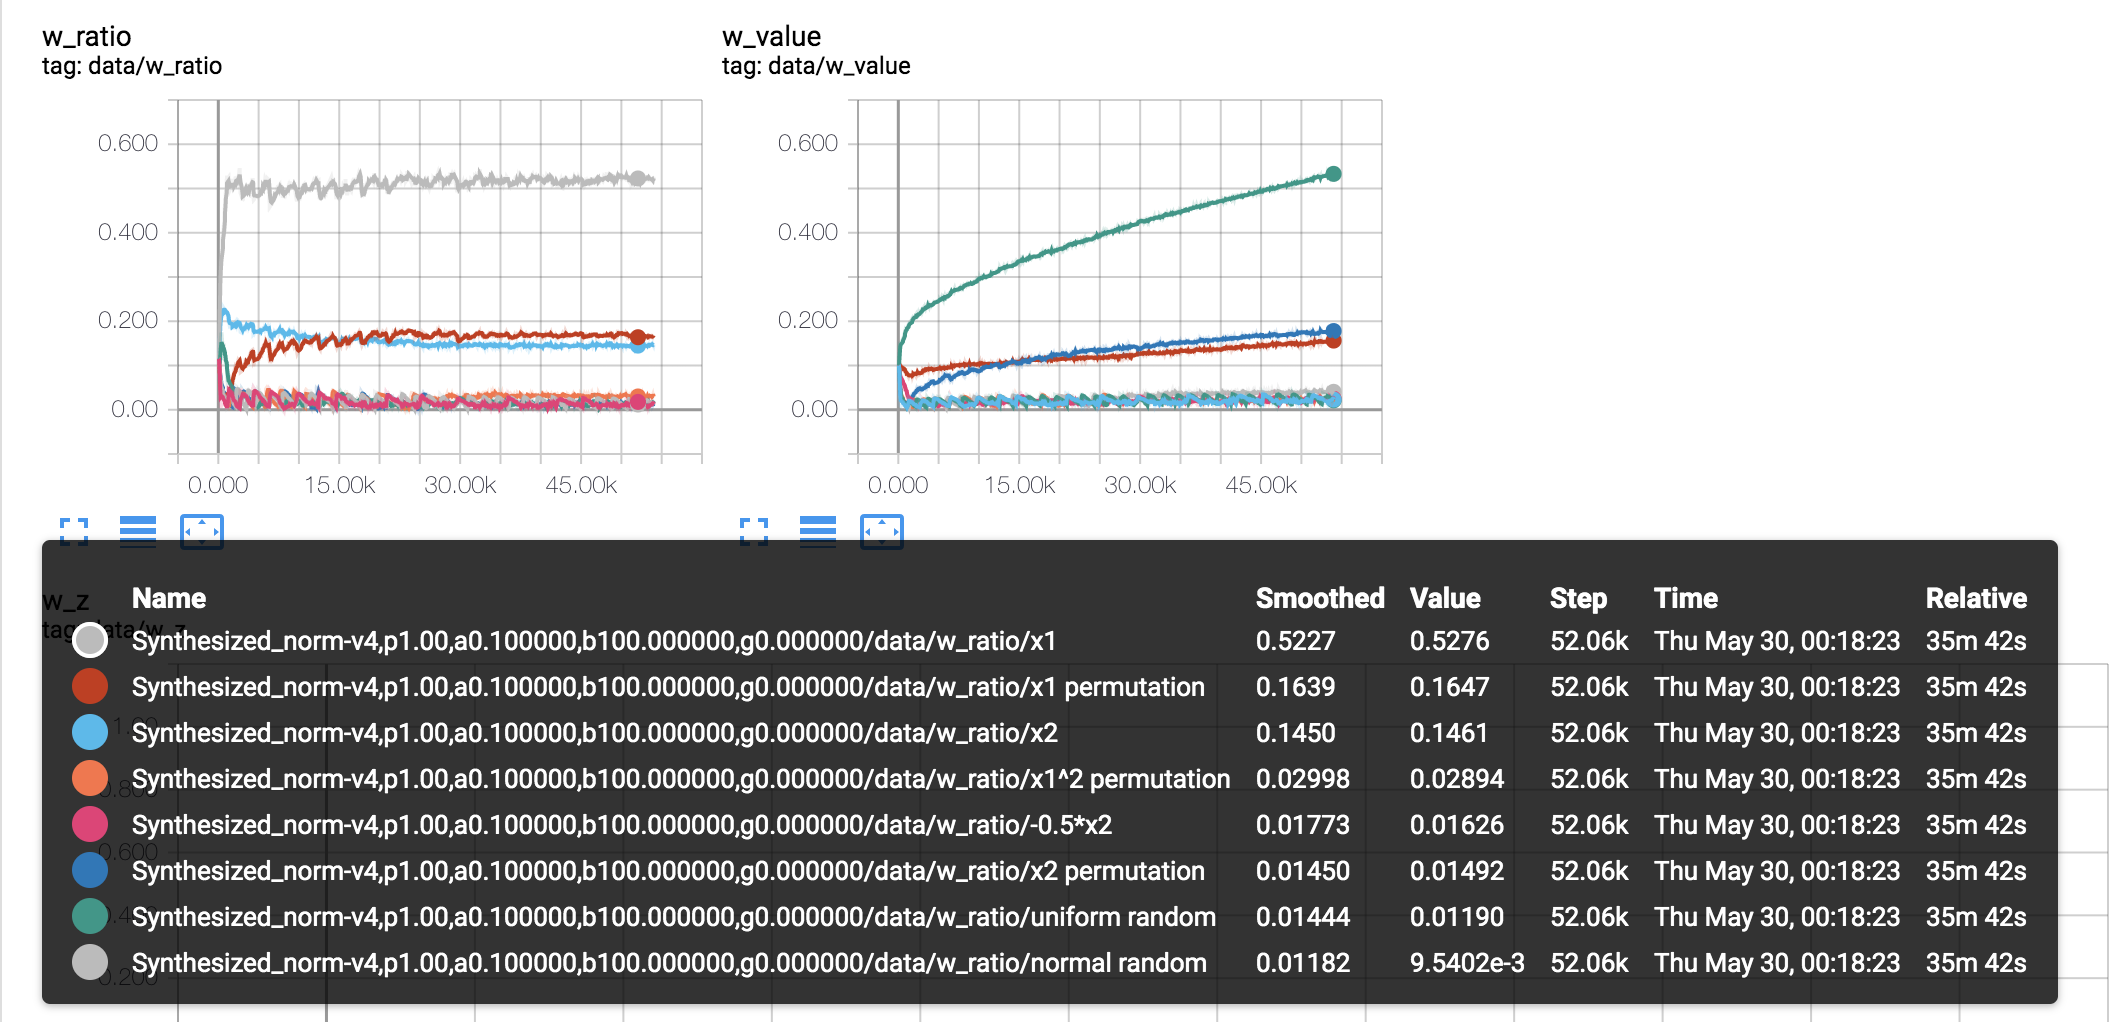 w_ratio
tag: data/w_ratio
0.600
0.400
0.200
0.00
0.000 15.00k 30.00k 45.00k
w_value
tag: data/w_value
0.600
0.400
0.200
0.00
0.000 15.00k 30.00k 45.00k
w_z
tag: data/w_z
Name Smoothed Value Step Time Relative
Synthesized_norm-v4,p1.00,a0.100000,b100.000000,g0.000000/data/w_ratio/x1 0.5227 0.5276 52.06k Thu May 30, 00:18:23 35m 42s
Synthesized_norm-v4,p1.00,a0.100000,b100.000000,g0.000000/data/w_ratio/x1 permutation 0.1639 0.1647 52.06k Thu May 30, 00:18:23 35m 42s
1.00
Synthesized_norm-v4,p1.00,a0.100000,b100.000000,g0.000000/data/w_ratio/x2 0.1450 0.1461 52.06k Thu May 30, 00:18:23 35m 42s
0.800
Synthesized_norm-v4,p1.00,a0.100000,b100.000000,g0.000000/data/w_ratio/x1^2 permutation 0.02998 0.02894 52.06k Thu May 30, 00:18:23 35m 42s
Synthesized_norm-v4,p1.00,a0.100000,b100.000000,g0.000000/data/w_ratio/-0.5*x2 0.01773 0.01626 52.06k Thu May 30, 00:18:23 35m 42s
0.600
Synthesized_norm-v4,p1.00,a0.100000,b100.000000,g0.000000/data/w_ratio/x2 permutation 0.01450 0.01492 52.06k Thu May 30, 00:18:23 35m 42s
0.400
Synthesized_norm-v4,p1.00,a0.100000,b100.000000,g0.000000/data/w_ratio/uniform random 0.01444 0.01190 52.06k Thu May 30, 00:18:23 35m 42s
Synthesized_norm-v4,p1.00,a0.100000,b100.000000,g0.000000/data/w_ratio/normal random 0.01182 9.5402e-3 52.06k Thu May 30, 00:18:23 35m 42s
0.200